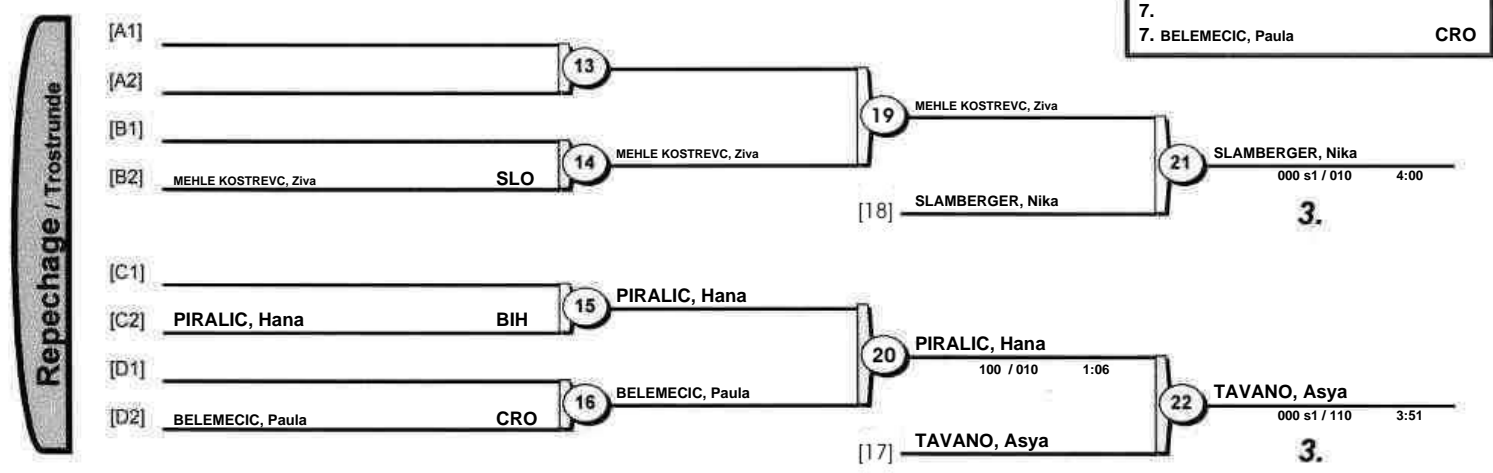 7.
7. BELEMECIC, Paula CRO
Repechage / Trostrunde
[A1]
13
[A2]
19 MEHLE KOSTREVC, Ziva
[B1]
14 MEHLE KOSTREVC, Ziva
21 SLAMBERGER, Nika
000 s1 / 010 4:00
[B2] MEHLE KOSTREVC, Ziva SLO
[18] SLAMBERGER, Nika
3.
[C1]
15 PIRALIC, Hana
[C2] PIRALIC, Hana BIH
20 PIRALIC, Hana
100 / 010 1:06
[D1]
16 BELEMECIC, Paula
22 TAVANO, Asya
000 s1 / 110 3:51
[D2] BELEMECIC, Paula CRO
[17] TAVANO, Asya
3.